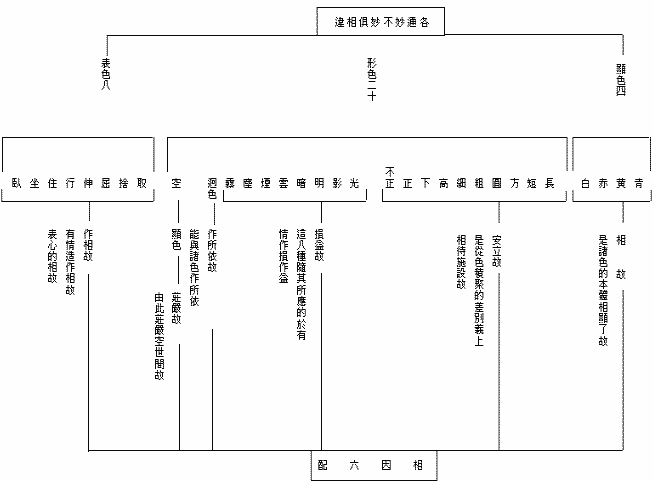 各通妙不妙俱相違
顯色四
形色二十
表色八
青黃赤白
長短方圓粗細高下正不正
光影明暗雲煙塵霧
迥色
空
取捨屈伸行住坐臥
相故
是諸色的本體相顯了故
安立故
是從色積聚的差別義上
相待施設故
損益故
這八種隨其所應的於有
情作損作益
作所依故
能與諸色作所依
顯色
莊嚴故
由此莊嚴空世間故
作相故
有情造作相故
表心的相故
相因六配